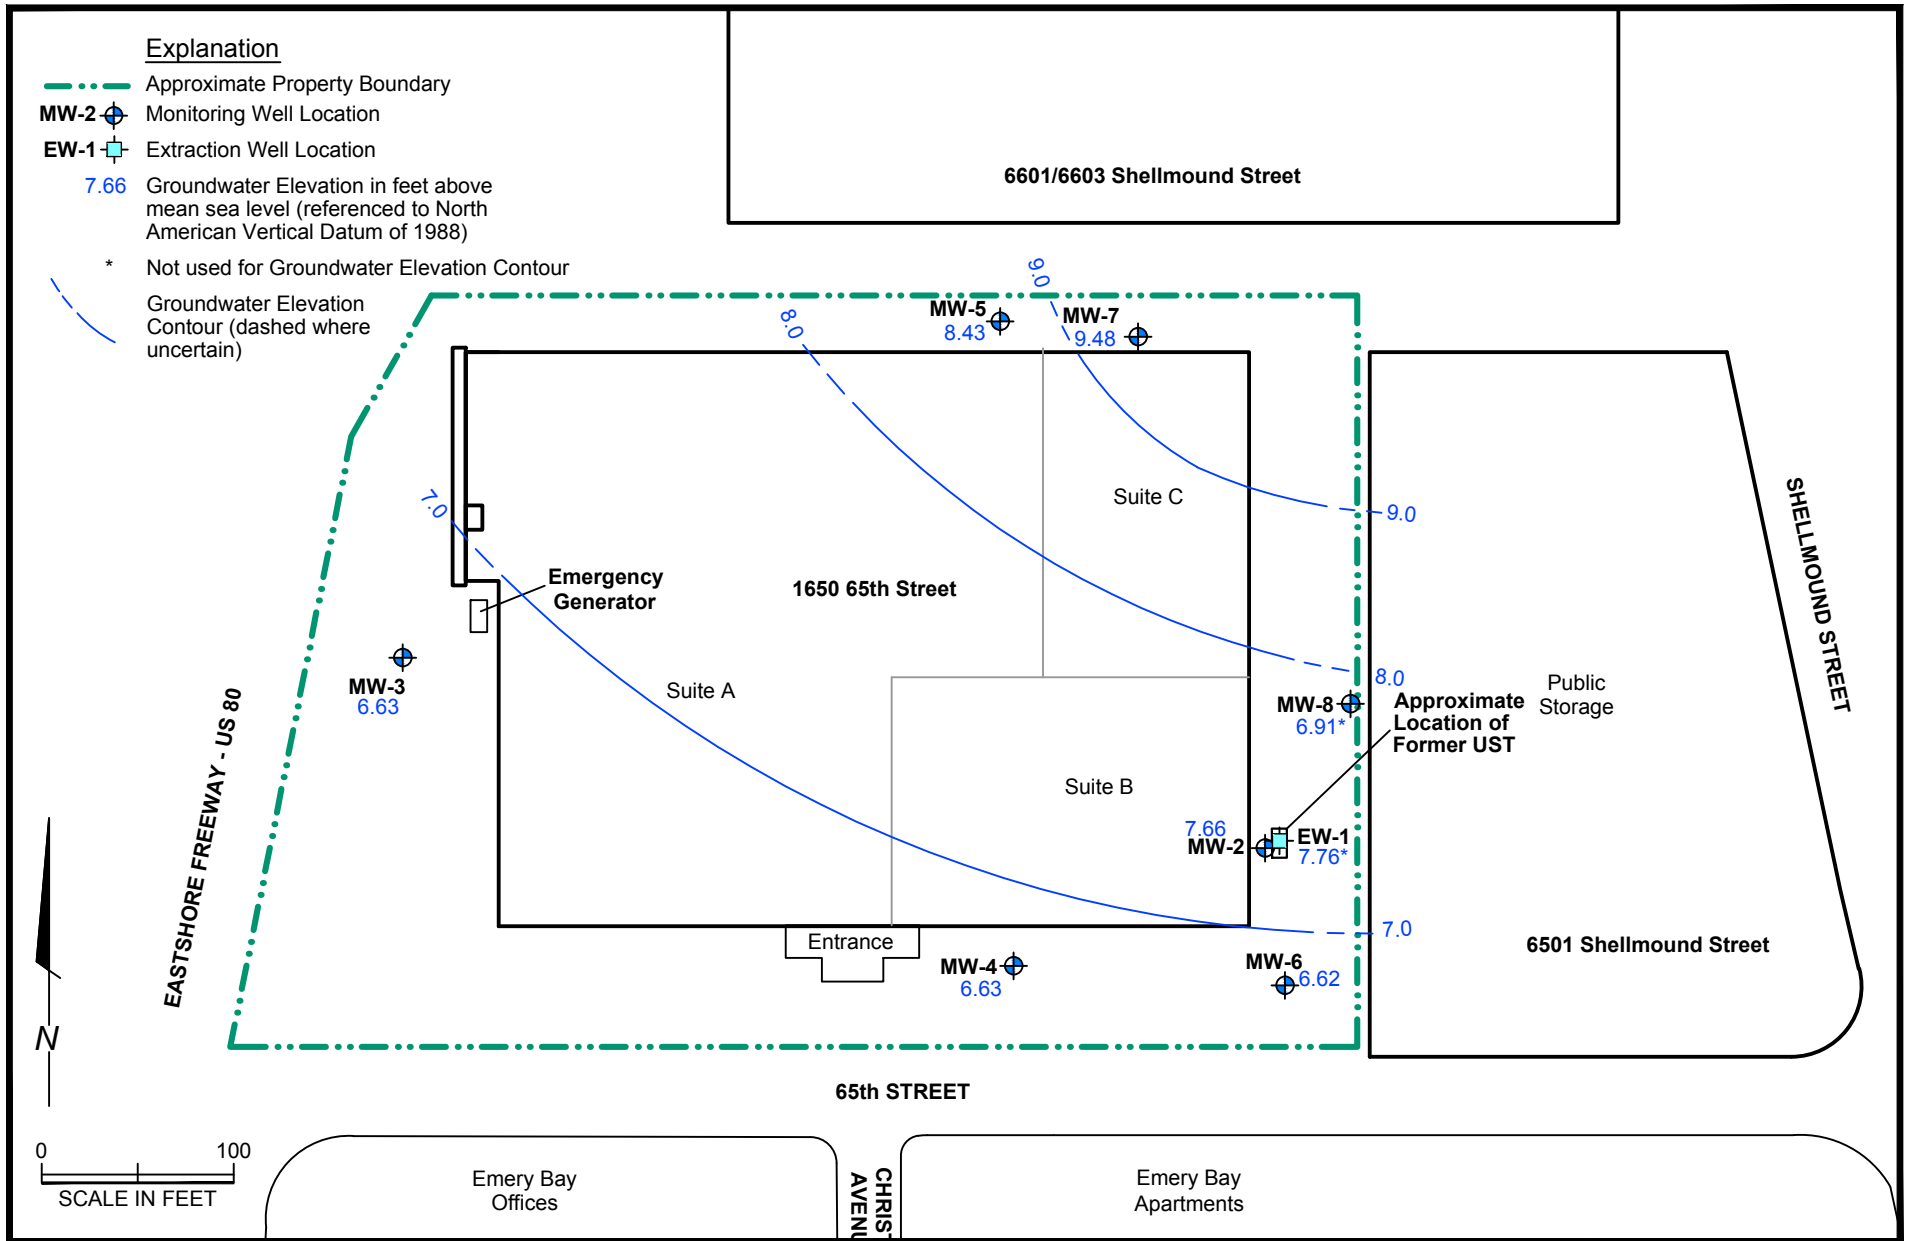 Explanation
Approximate Property Boundary
MW-2 Monitoring Well Location
EW-1 Extraction Well Location
7.66 Groundwater Elevation in feet above
mean sea level (referenced to North
American Vertical Datum of 1988)
* Not used for Groundwater Elevation Contour
Groundwater Elevation
Contour (dashed where
uncertain)
6601/6603 Shellmound Street
9.0
8.0
MW-5
8.43
MW-7
9.48
7.0
Suite C
9.0
SHELLMOUND STREET
Emergency
Generator
1650 65th Street
MW-3
6.63
Suite A
8.0
Public
Storage
MW-8
6.91*
Approximate
Location of
Former UST
EASTSHORE FREEWAY - US 80
Suite B
7.66
MW-2
EW-1
7.76*
7.0
Entrance
6501 Shellmound Street
MW-4
6.63
MW-6
6.62
N
65th STREET
0 100
SCALE IN FEET
Emery Bay
Offices
CHRIST
AVENU
Emery Bay
Apartments